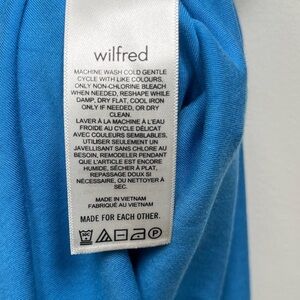 wilfred
MACHINE WASH COLD GENTLE
CYCLE WITH LIKE COLOURS,
ONLY NON-CHLORINE BLEACH
WHEN NEEDED, RESHAPE WHILE
DAMP, DRY FLAT, COOL IRON
ONLY IF NEEDED, OR DRY
CLEAN.
LAVER À LA MACHINE À L'EAU
FROIDE AU CYCLE DÉLICAT
AVEC COULEURS SEMBLABLES,
UTILISER SEULEMENT UN
JAVELLISANT SANS CHLORE AU
BESOIN, REMODELER PENDANT
QUE L'ARTICLE EST ENCORE
HUMIDE, SÉCHER À PLAT,
REPASSAGE DOUX SI
NÉCESSAIRE, OU NETTOYER À
SEC.
MADE IN VIETNAM
FABRIQUÉ AU VIETNAM
MADE FOR EACH OTHER.
P